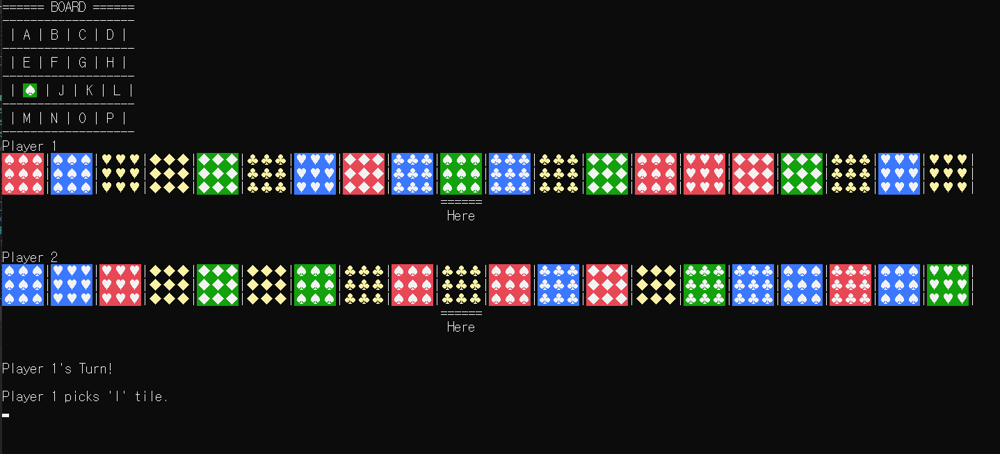 ====== BOARD ======
-------------------
| A | B | C | D |
-------------------
| E | F | G | H |
-------------------
| ♠ | J | K | L |
-------------------
| M | N | O | P |
-------------------
Player 1
======
Here
Player 2
======
Here
Player 1's Turn!
Player 1 picks 'I' tile.